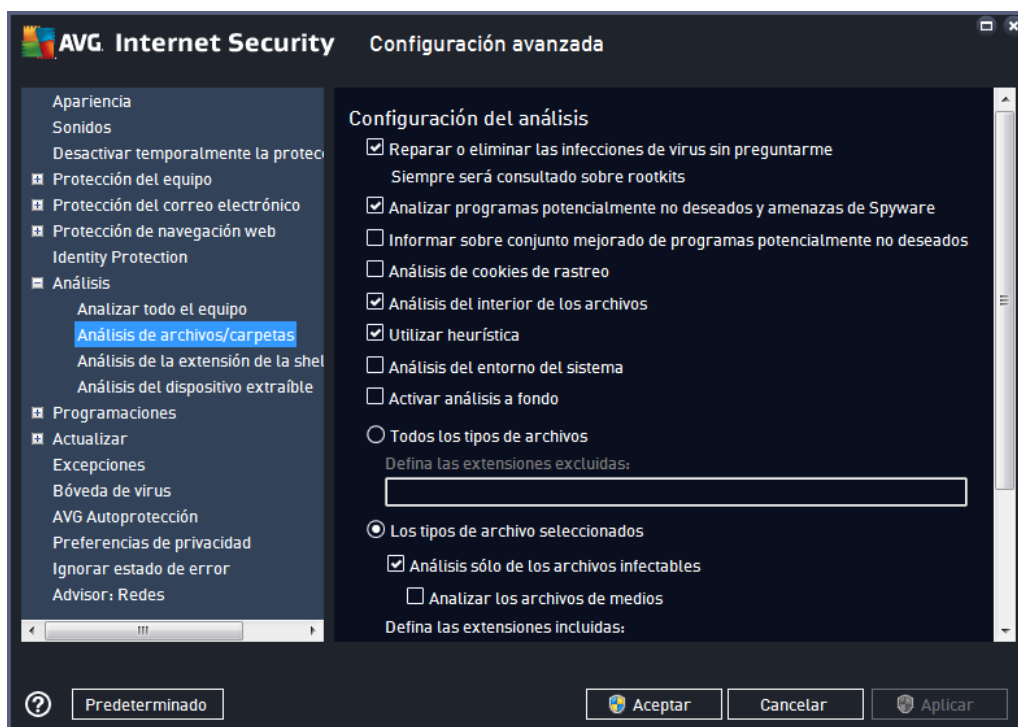 AVG. Internet Security
Configuración avanzada
Apariencia
Sonidos
Desactivar temporalmente la protec
Protección del equipo
Protección del correo electrónico
Protección de navegación web
Identity Protection
Análisis
Analizar todo el equipo
Análisis de archivos/carpetas
Análisis de la extensión de la shel
Análisis del dispositivo extraíble
Programaciones
Actualizar
Excepciones
Bóveda de virus
AVG Autoprotección
Preferencias de privacidad
Ignorar estado de error
Advisor: Redes
Configuración del análisis
Reparar o eliminar las infecciones de virus sin preguntarme
Siempre será consultado sobre rootkits
Analizar programas potencialmente no deseados y amenazas de Spyware
Informar sobre conjunto mejorado de programas potencialmente no deseados
Análisis de cookies de rastreo
Análisis del interior de los archivos
Utilizar heurística
Análisis del entorno del sistema
Activar análisis a fondo
Todos los tipos de archivos
Defina las extensiones excluidas:
Los tipos de archivo seleccionados
Análisis sólo de los archivos infectables
Analizar los archivos de medios
Defina las extensiones incluidas:
?
Predeterminado
Aceptar
Cancelar
Aplicar